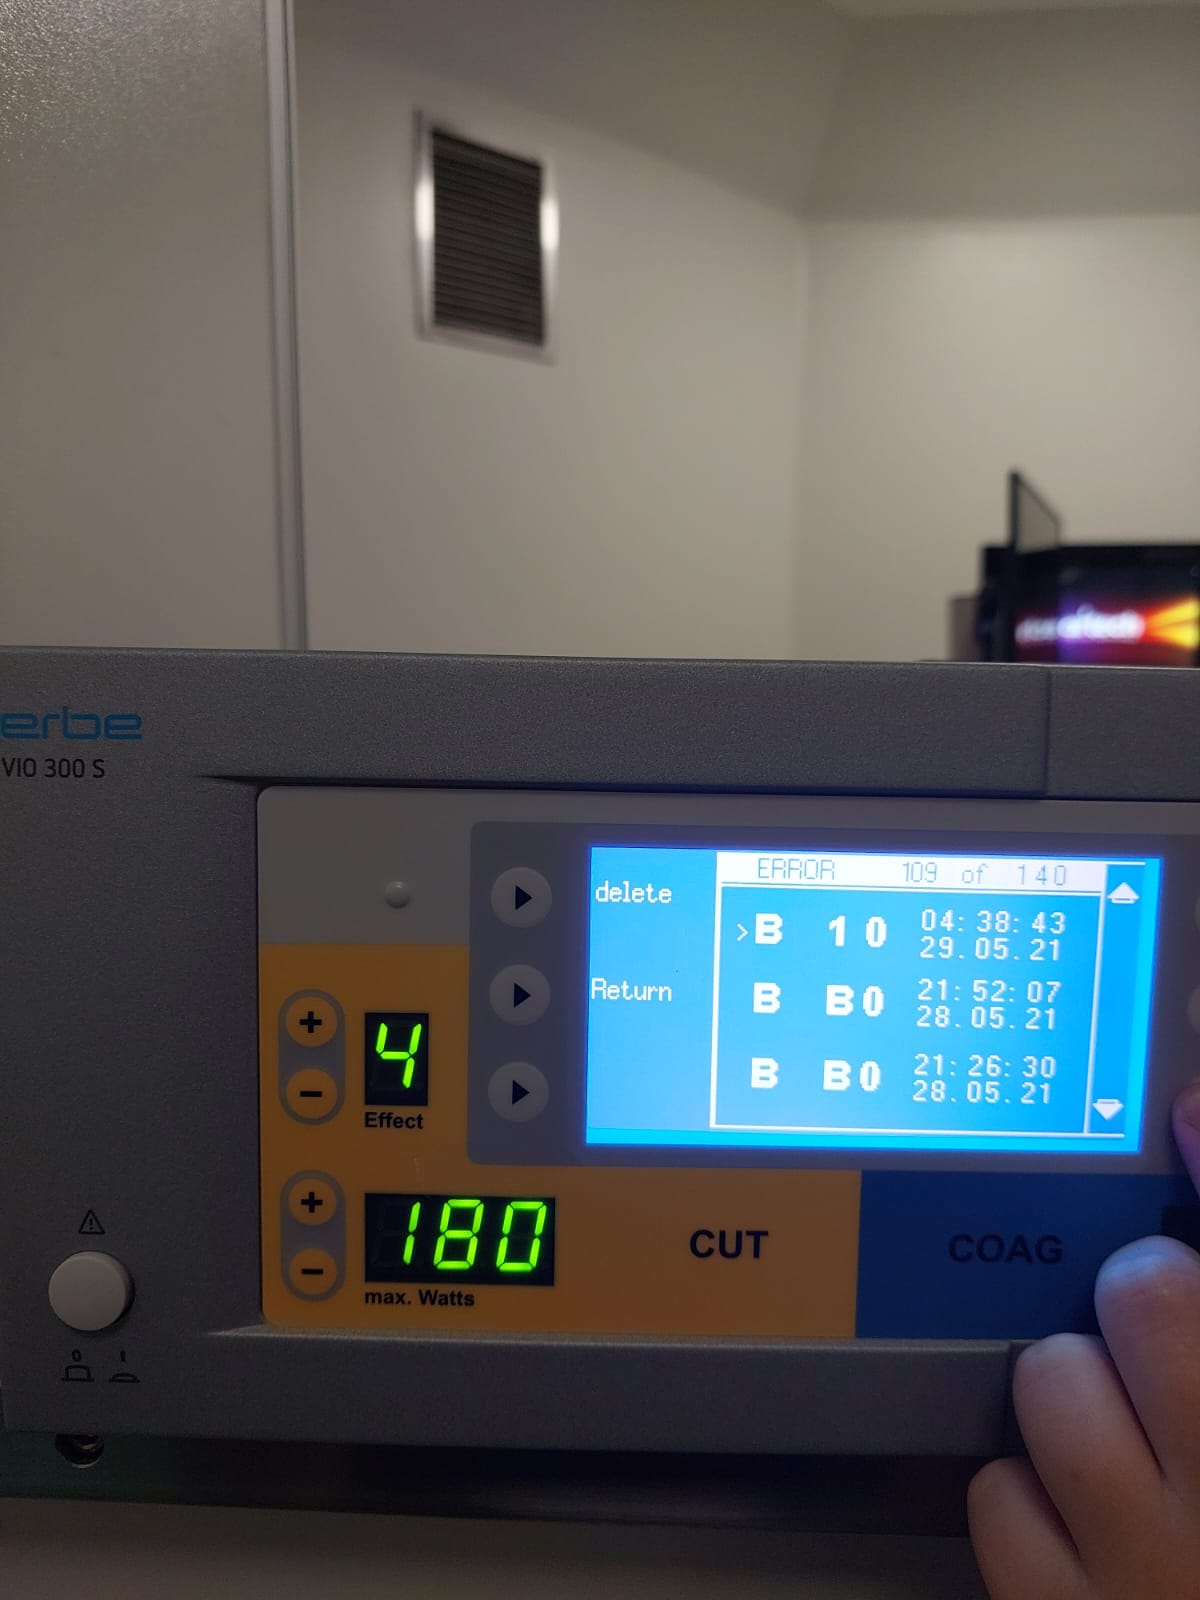 erbe
VIO 300 S
ERROR 109 of 140
delete
>B 10 04:38:43
29.05.21
Return
B B0 21:52:07
28.05.21
B B0 21:26:30
28.05.21
+
4
−
Effect
+
180
−
max. Watts
CUT
COAG
0 I